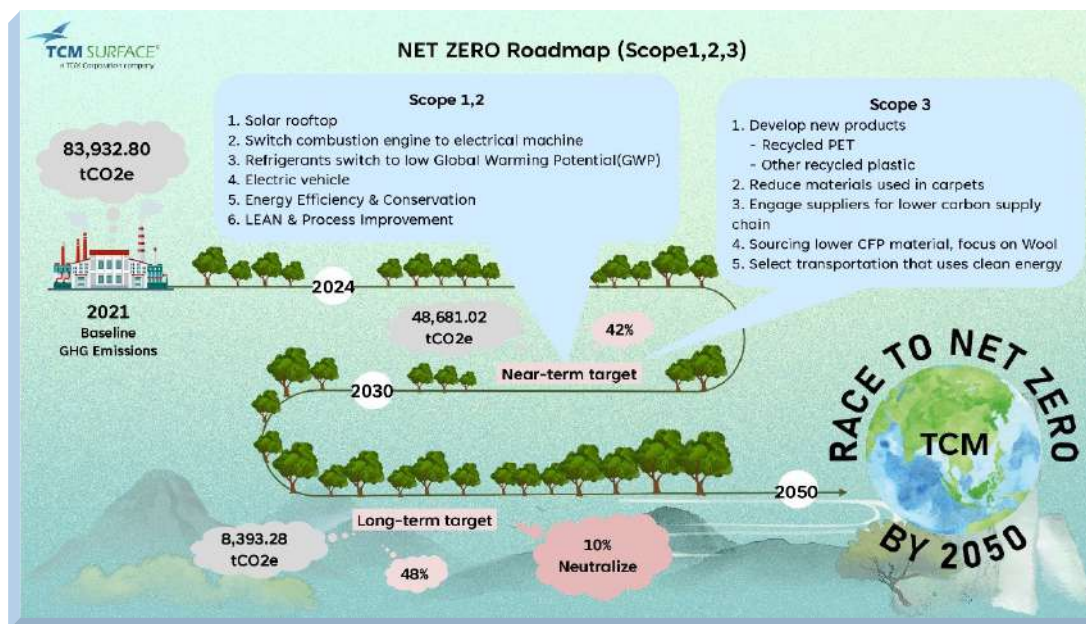 TCM SURFACE
a TCM Corporation company
NET ZERO Roadmap (Scope1,2,3)
83,932.80
tCO2e
2021
Baseline
GHG Emissions
Scope 1,2
1. Solar rooftop
2. Switch combustion engine to electrical machine
3. Refrigerants switch to low Global Warming Potential(GWP)
4. Electric vehicle
5. Energy Efficiency & Conservation
6. LEAN & Process Improvement
Scope 3
1. Develop new products
- Recycled PET
- Other recycled plastic
2. Reduce materials used in carpets
3. Engage suppliers for lower carbon supply
chain
4. Sourcing lower CFP material, focus on Wool
5. Select transportation that uses clean energy
2024
48,681.02
tCO2e
42%
Near-term target
2030
2050
Long-term target
8,393.28
tCO2e
48%
10%
Neutralize
RACE TO NET ZERO
TCM
BY 2050